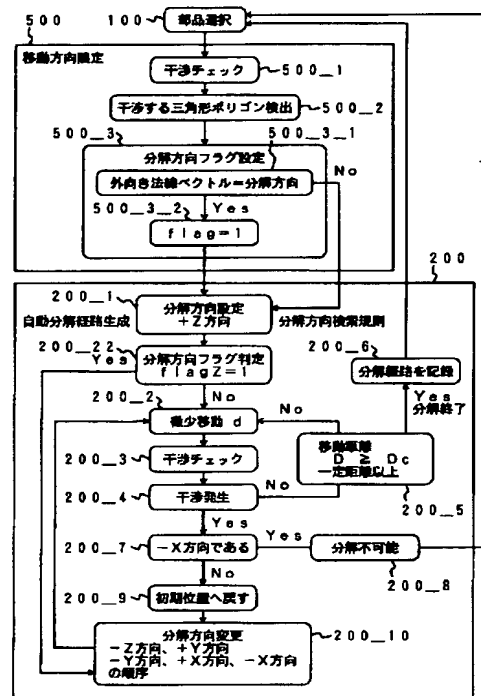 500
100
部品選択
移動方向限定
干渉チェック
500_1
干渉する三角形ポリゴン検出
500_2
500_3
500_3_1
分解方向フラグ設定
外向き法線ベクトル=分解方向
No
500_3_2
Yes
flag=1
200
200_1
分解方向設定
+Z方向
自動分解経路生成
分解方向検索規則
200_22
Yes
分解方向フラグ判定
flagZ=1
200_6
分解経路を記録
200_2
No
No
Yes
分解終了
微少移動 d
移動距離
D ≧ Dc
一定距離以上
200_3
干渉チェック
200_4
干渉発生
No
200_5
Yes
200_7
-X方向である
Yes
分解不可能
No
200_8
200_9
初期位置へ戻す
分解方向変更
-Z方向、+Y方向
-Y方向、+X方向、-X方向
の順序
200_10